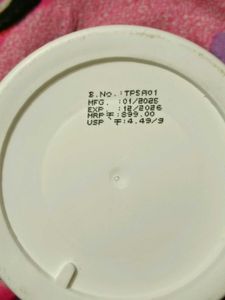 B.No. :TPSA01
MFG. :01/2025
EXP. :12/2026
MRP ₹:899.00
USP ₹:4.49/g